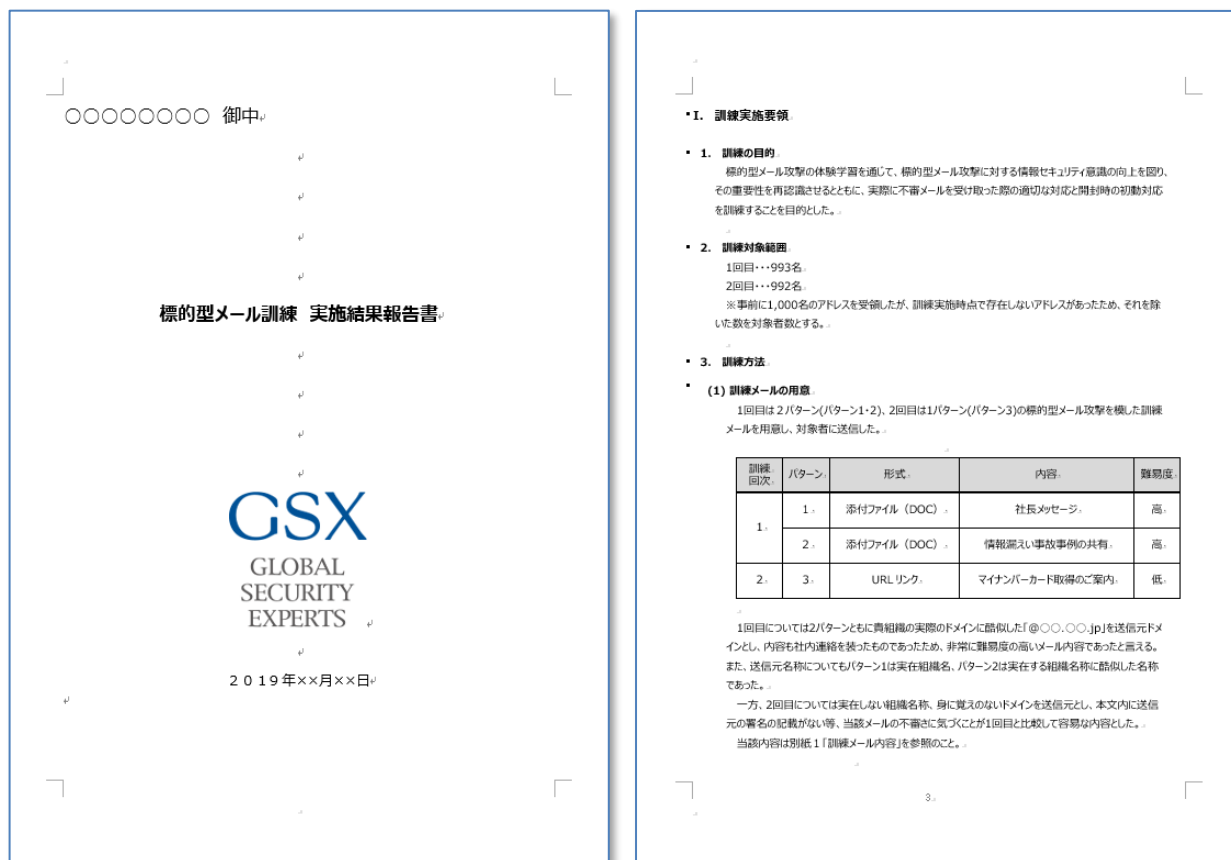 ○○○○○○○○ 御中
標的型メール訓練 実施結果報告書
GSX
GLOBAL
SECURITY
EXPERTS
２０１９年××月××日
I. 訓練実施要領
1. 訓練の目的
標的型メール攻撃の体験学習を通じて、標的型メール攻撃に対する情報セキュリティ意識の向上を図り、
その重要性を再認識させるとともに、実際に不審メールを受け取った際の適切な対応と開封時の初動対応
を訓練することを目的とした。
2. 訓練対象範囲
1回目・・・993名
2回目・・・992名
※事前に1,000名のアドレスを受領したが、訓練実施時点で存在しないアドレスがあったため、それを除
いた数を対象者数とする。
3. 訓練方法
(1) 訓練メールの用意
1回目は２パターン(パターン1・2)、2回目は1パターン(パターン3)の標的型メール攻撃を模した訓練
メールを用意し、対象者に送信した。
訓練 パターン 形式 内容 難易度
回次
1 1 添付ファイル（DOC） 社長メッセージ 高
2 添付ファイル（DOC） 情報漏えい事故事例の共有 高
2 3 URLリンク マイナンバーカード取得のご案内 低
1回目については2パターンともに貴組織の実際のドメインに酷似した「@○○.○○.jp」を送信元ドメ
インとし、内容も社内連絡を装ったものであったため、非常に難易度の高いメール内容であったと言える。
また、送信元名称についてもパターン1は実在組織名、パターン2は実在する組織名称に酷似した名称
であった。
一方、2回目については実在しない組織名称、身に覚えのないドメインを送信元とし、本文内に送信
元の署名の記載がない等、当該メールの不審さに気づくことが1回目と比較して容易な内容とした。
当該内容は別紙１「訓練メール内容」を参照のこと。
3